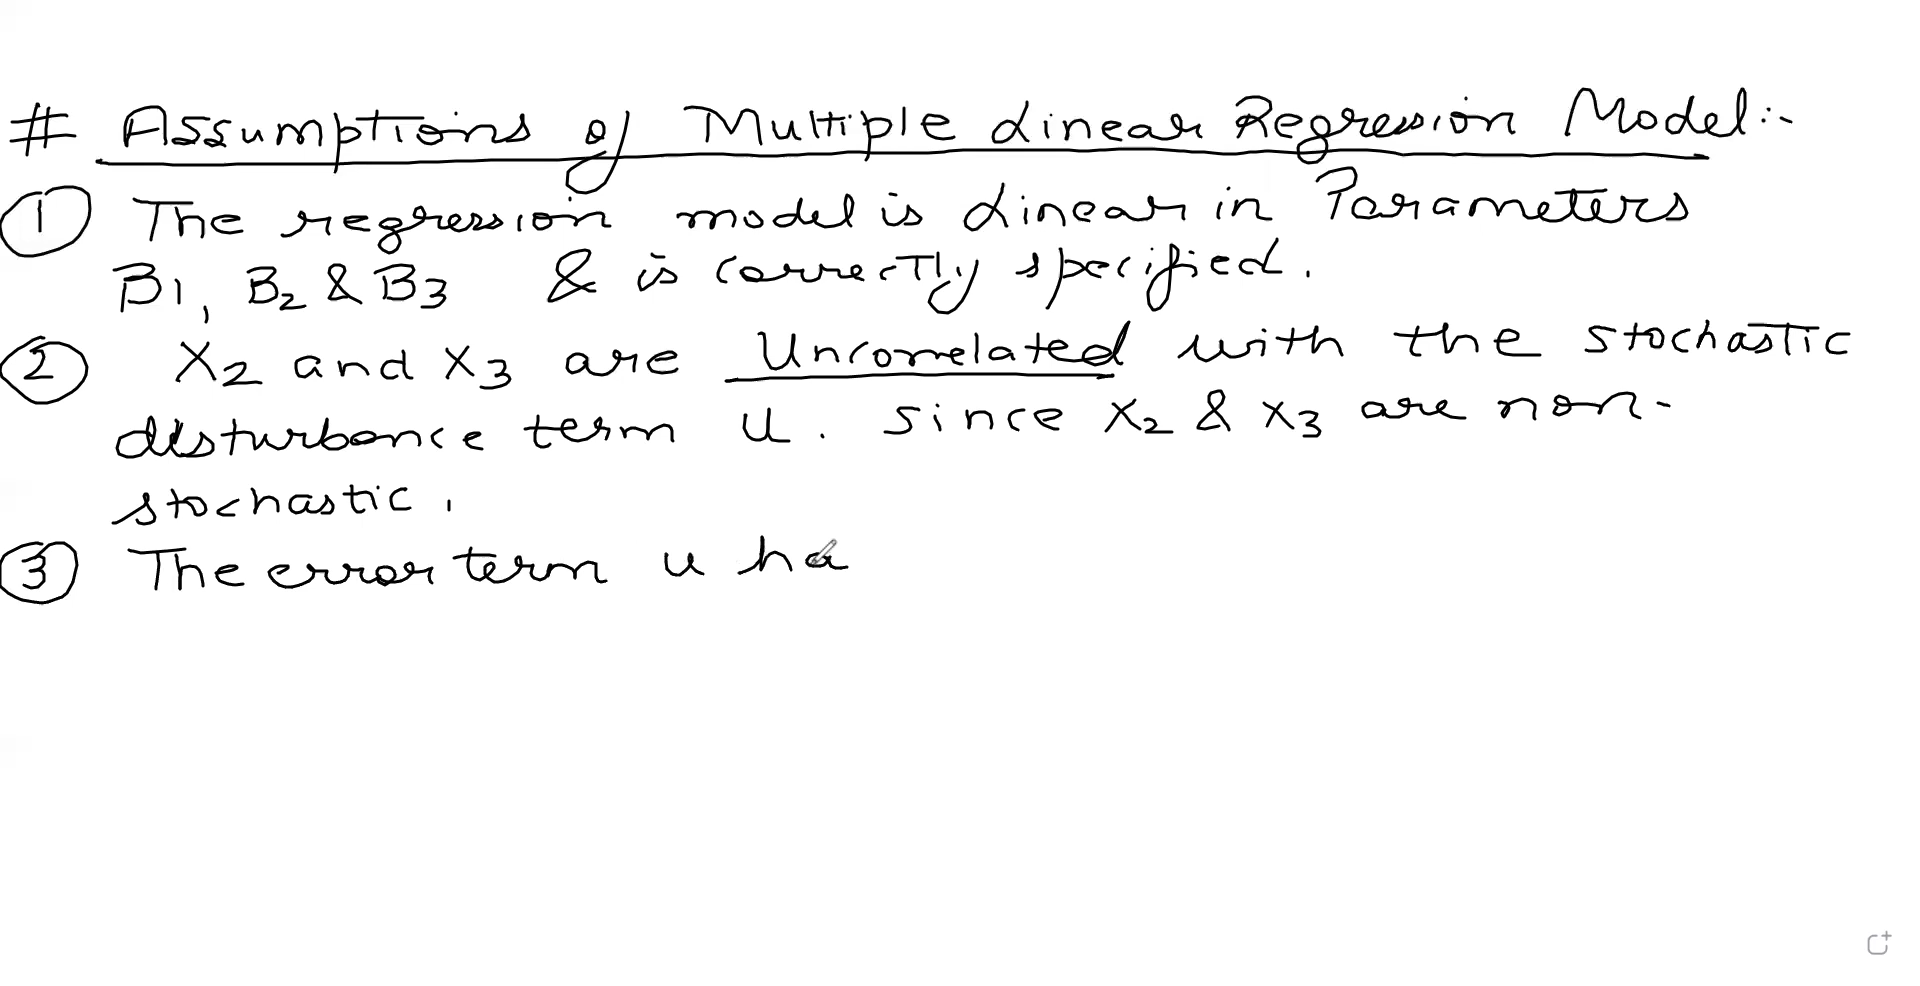 # Assumptions of Multiple Linear Regression Model:-
① The regression model is Linear in Parameters
B1, B2 & B3 & is correctly specified.
② X2 and X3 are Uncorrelated with the stochastic
disturbance term u. since X2 & X3 are non-
stochastic.
③ The error term u ha